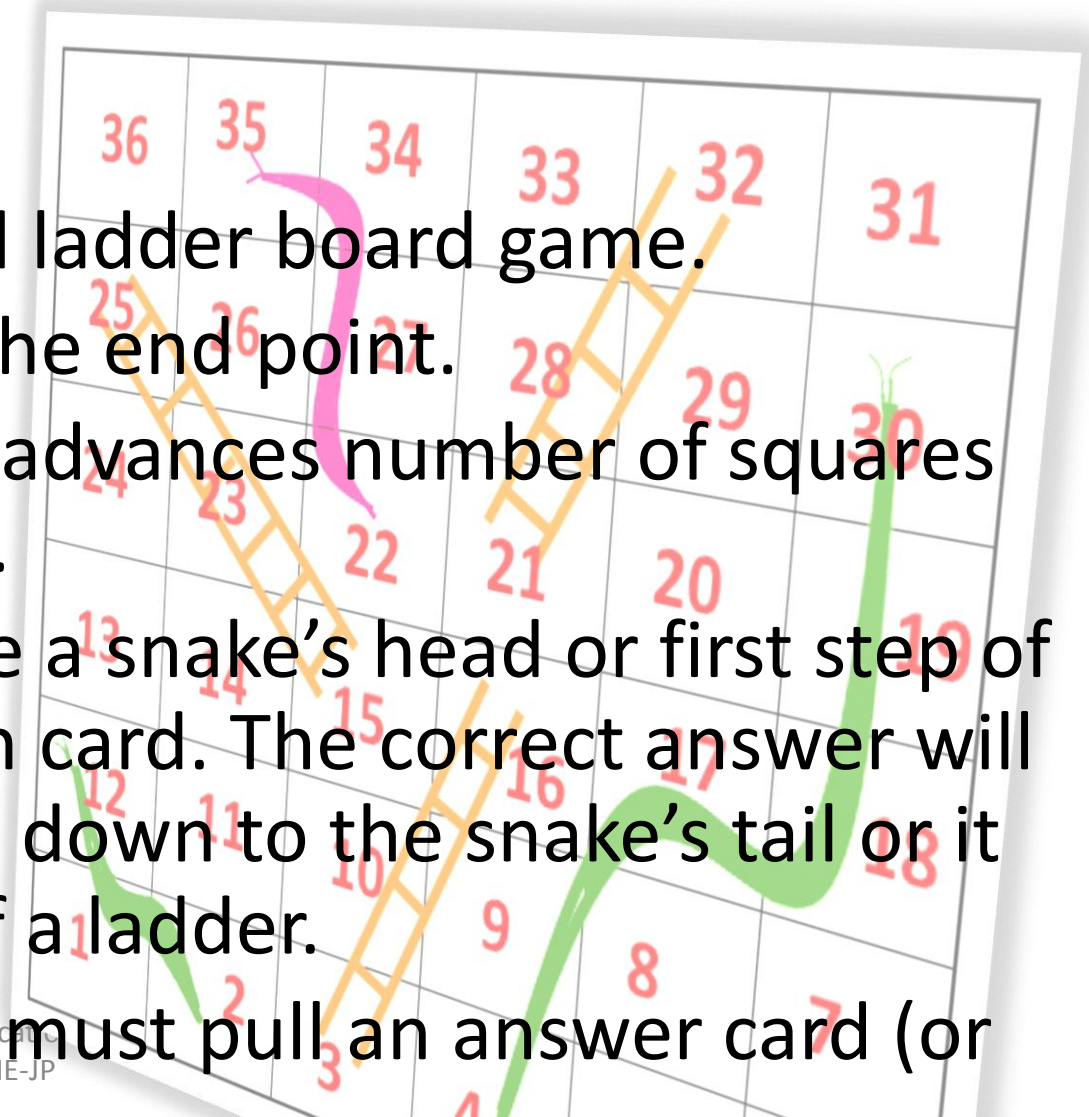 36 35 34 33 32 31
ladder board game.
25 26 27 28 29 30
he end point.
advances number of squares
24 23 22 21 20 19
.
e a snake’s head or first step of
13 14 15 16 17 18
card. The correct answer will
down to the snake’s tail or it
12 11 10 9 8 7
a ladder.
1 2 3 4
must pull an answer card (or
E-JP